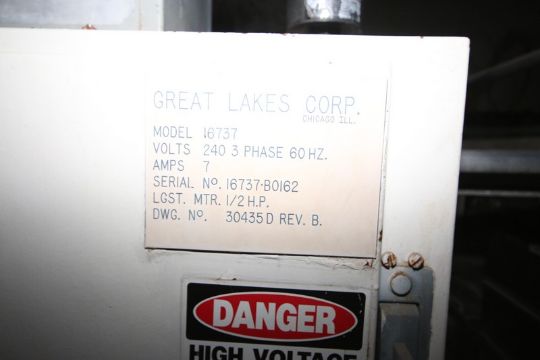 GREAT LAKES CORP.
CHICAGO ILL.
MODEL 16737
VOLTS 240 3 PHASE 60 HZ.
AMPS 7
SERIAL NO. 16737-B0162
LGST. MTR. 1/2 H.P.
DWG. NO. 30435 D REV. B.
DANGER
HIGH VOLTAGE